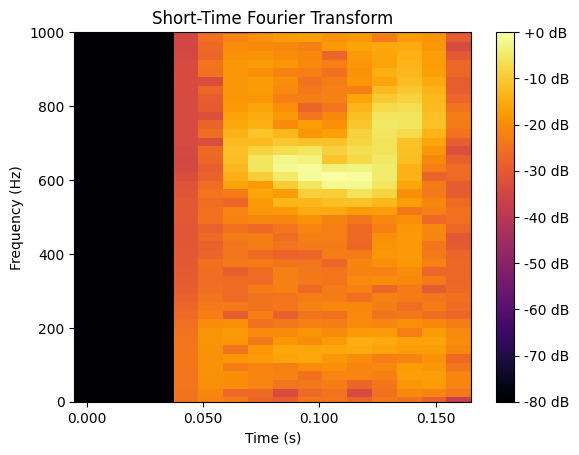 Short-Time Fourier Transform
1000
800
600
400
200
0
Frequency (Hz)
0.000
0.050
0.100
0.150
Time (s)
+0 dB
-10 dB
-20 dB
-30 dB
-40 dB
-50 dB
-60 dB
-70 dB
-80 dB